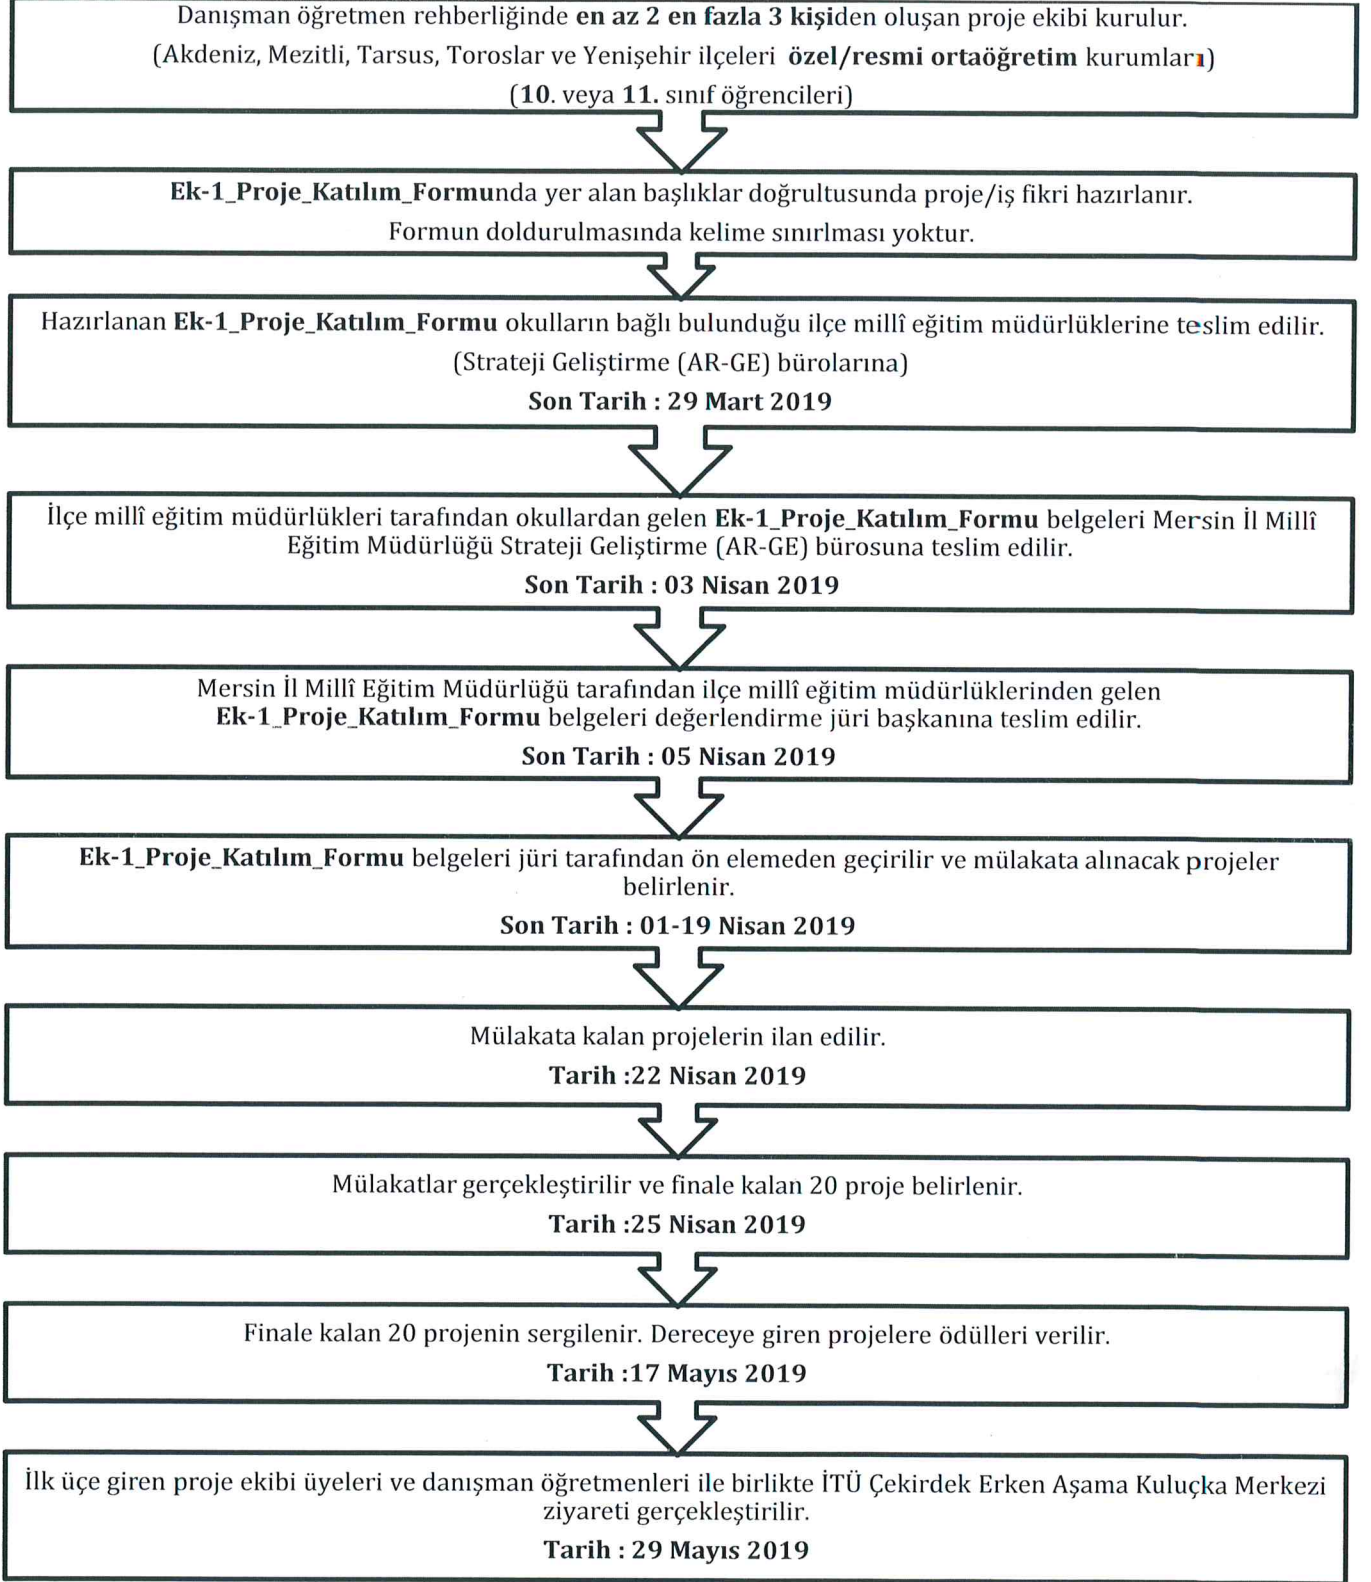 Danışman öğretmen rehberliğinde en az 2 en fazla 3 kişiden oluşan proje ekibi kurulur.
(Akdeniz, Mezitli, Tarsus, Toroslar ve Yenişehir ilçeleri özel/resmi ortaöğretim kurumları)
(10. veya 11. sınıf öğrencileri)
Ek-1_Proje_Katılım_Formunda yer alan başlıklar doğrultusunda proje/iş fikri hazırlanır.
Formun doldurulmasında kelime sınırlması yoktur.
Hazırlanan Ek-1_Proje_Katılım_Formu okulların bağlı bulunduğu ilçe millî eğitim müdürlüklerine teslim edilir.
(Strateji Geliştirme (AR-GE) bürolarına)
Son Tarih : 29 Mart 2019
İlçe millî eğitim müdürlükleri tarafından okullardan gelen Ek-1_Proje_Katılım_Formu belgeleri Mersin İl Millî
Eğitim Müdürlüğü Strateji Geliştirme (AR-GE) bürosuna teslim edilir.
Son Tarih : 03 Nisan 2019
Mersin İl Millî Eğitim Müdürlüğü tarafından ilçe millî eğitim müdürlüklerinden gelen
Ek-1_Proje_Katılım_Formu belgeleri değerlendirme jüri başkanına teslim edilir.
Son Tarih : 05 Nisan 2019
Ek-1_Proje_Katılım_Formu belgeleri jüri tarafından ön elemeden geçirilir ve mülakata alınacak projeler
belirlenir.
Son Tarih : 01-19 Nisan 2019
Mülakata kalan projelerin ilan edilir.
Tarih :22 Nisan 2019
Mülakatlar gerçekleştirilir ve finale kalan 20 proje belirlenir.
Tarih :25 Nisan 2019
Finale kalan 20 projenin sergilenir. Dereceye giren projelere ödülleri verilir.
Tarih :17 Mayıs 2019
İlk üçe giren proje ekibi üyeleri ve danışman öğretmenleri ile birlikte İTÜ Çekirdek Erken Aşama Kuluçka Merkezi
ziyareti gerçekleştirilir.
Tarih : 29 Mayıs 2019